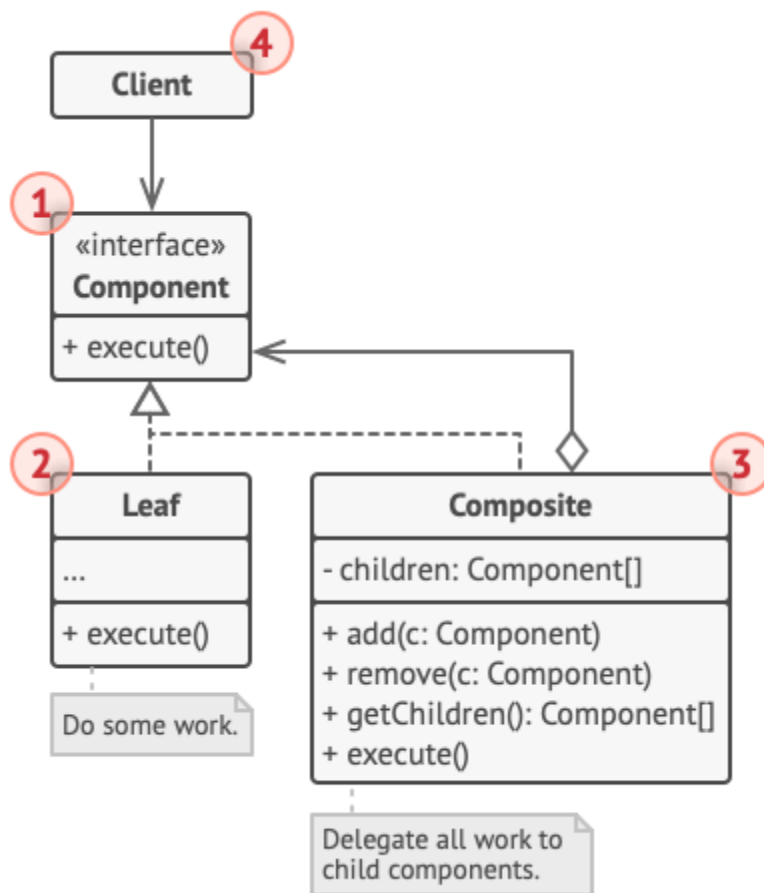 4
Client
1
«interface»
Component
+ execute()
2
Leaf
...
+ execute()
Do some work.
3
Composite
- children: Component[]
+ add(c: Component)
+ remove(c: Component)
+ getChildren(): Component[]
+ execute()
Delegate all work to
child components.